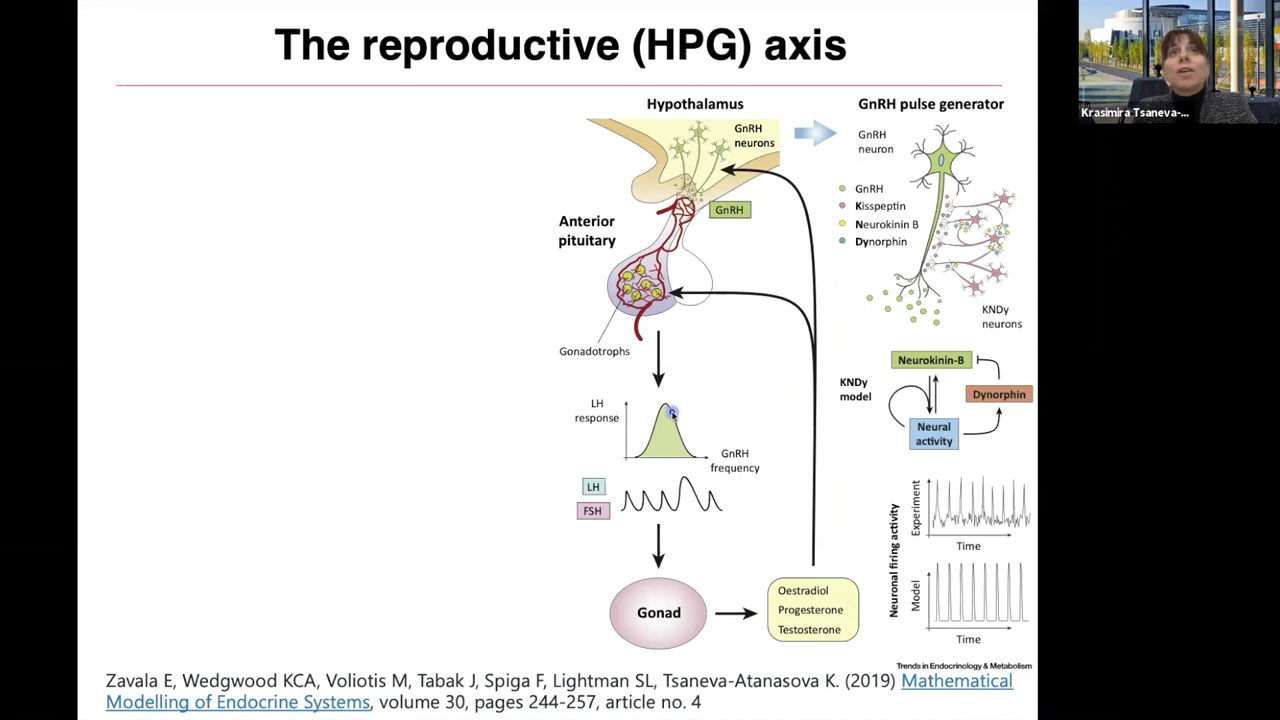 The reproductive (HPG) axis
Krasimira Tsaneva-...
Hypothalamus
GnRH
neurons
GnRH
Anterior
pituitary
Gonadotrophs
LH
response
GnRH
frequency
LH
FSH
Gonad
Oestradiol
Progesterone
Testosterone
GnRH pulse generator
GnRH
neuron
GnRH
Kisspeptin
Neurokinin B
Dynorphin
KNDy
neurons
KNDy
model
Neurokinin-B
Dynorphin
Neural
activity
Neuronal firing activity
Experiment
Time
Model
Time
Trends in Endocrinology & Metabolism
Zavala E, Wedgwood KCA, Voliotis M, Tabak J, Spiga F, Lightman SL, Tsaneva-Atanasova K. (2019) Mathematical
Modelling of Endocrine Systems, volume 30, pages 244-257, article no. 4